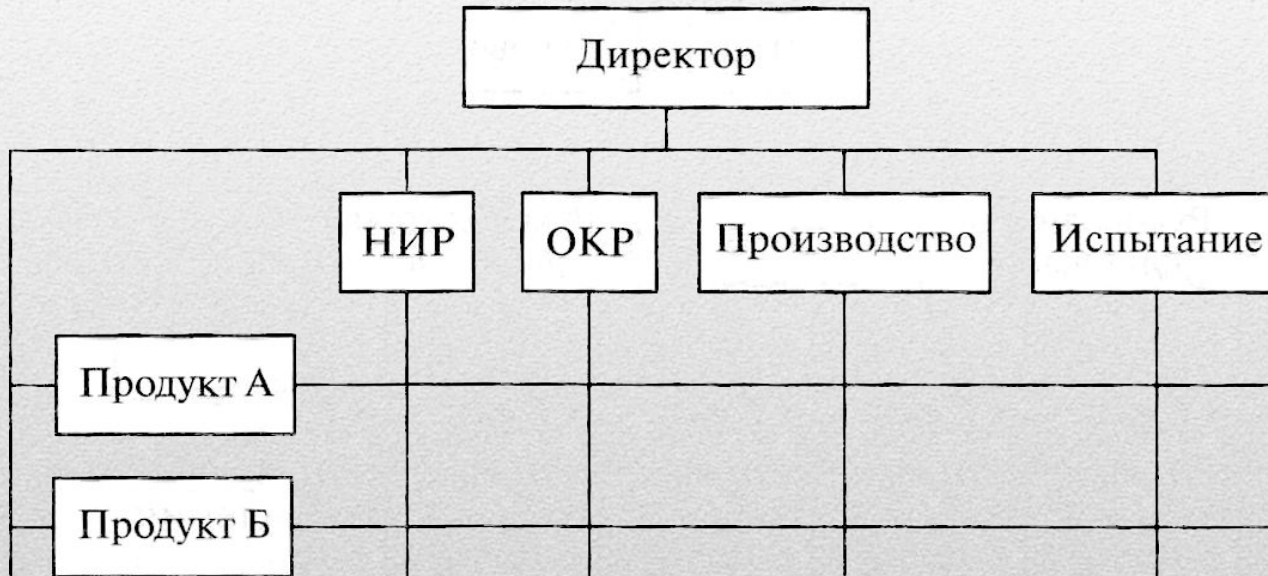 Директор
НИР
ОКР
Производство
Испытание
Продукт А
Продукт Б